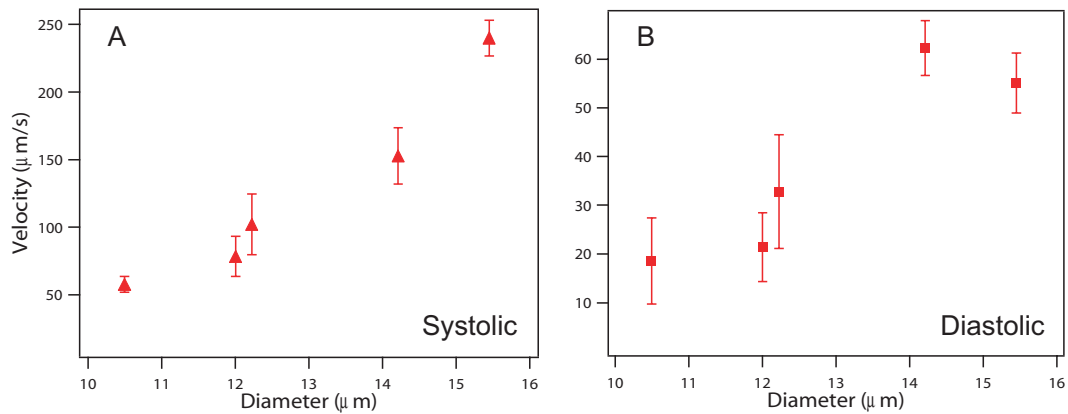 A
Velocity (μ m/s)
250
200
150
100
50
Systolic
10 11 12 13 14 15 16
Diameter (μ m)
B
60
50
40
30
20
10
Diastolic
10 11 12 13 14 15 16
Diameter (μ m)